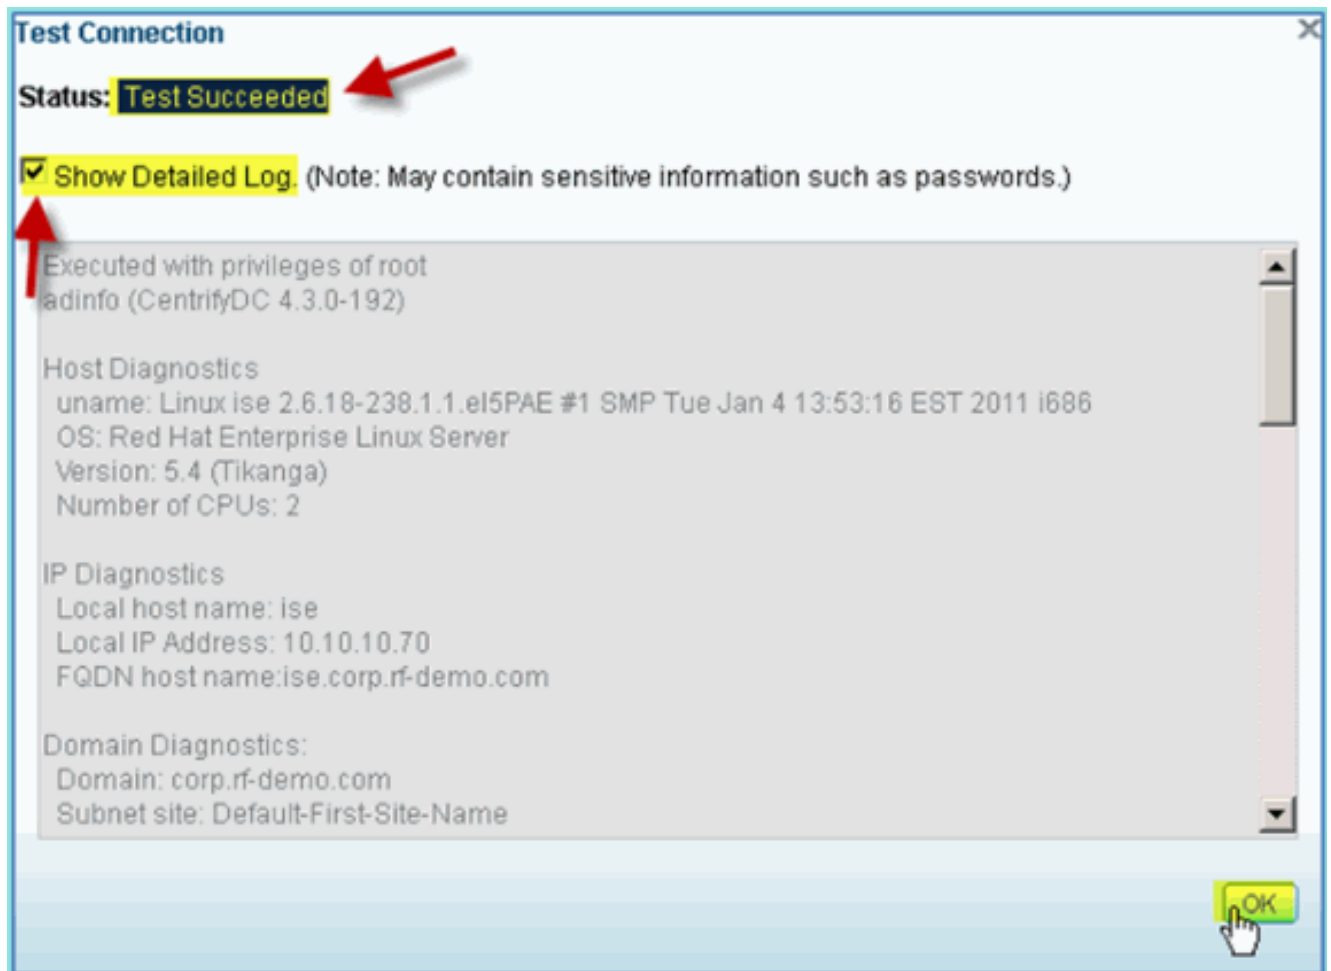 Test Connection
Status: Test Succeeded
Show Detailed Log. (Note: May contain sensitive information such as passwords.)
Executed with privileges of root
adinfo (CentrifyDC 4.3.0-192)
Host Diagnostics
uname: Linux ise 2.6.18-238.1.1.el5PAE #1 SMP Tue Jan 4 13:53:16 EST 2011 i686
OS: Red Hat Enterprise Linux Server
Version: 5.4 (Tikanga)
Number of CPUs: 2
IP Diagnostics
Local host name: ise
Local IP Address: 10.10.10.70
FQDN host name:ise.corp.rf-demo.com
Domain Diagnostics:
Domain: corp.rf-demo.com
Subnet site: Default-First-Site-Name
OK